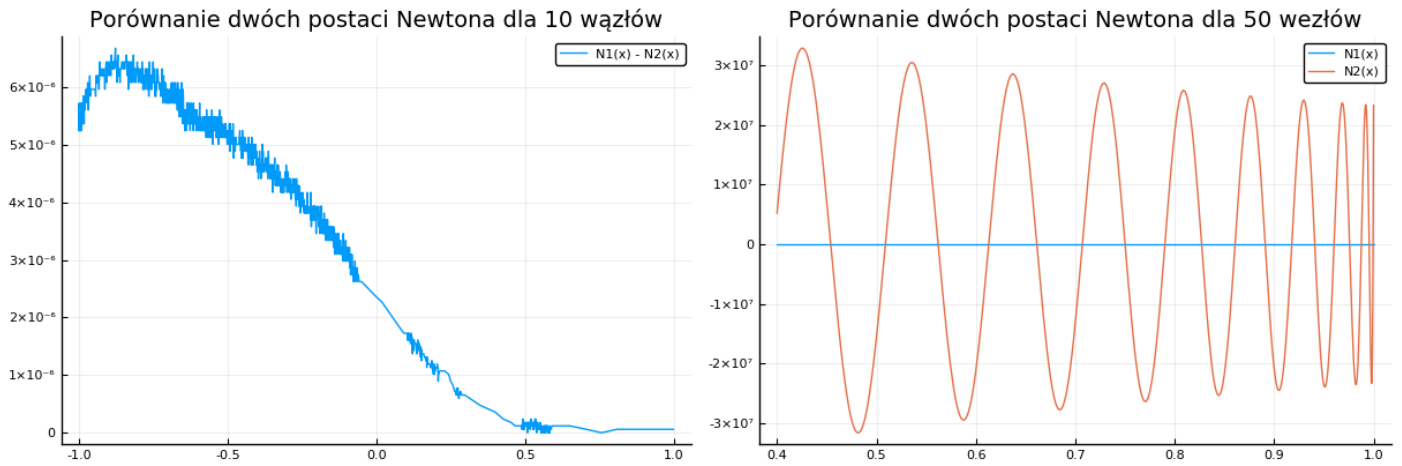 Porównanie dwóch postaci Newtona dla 10 wązłów
N1(x) - N2(x)
6×10⁻⁶
5×10⁻⁶
4×10⁻⁶
3×10⁻⁶
2×10⁻⁶
1×10⁻⁶
0
-1.0 -0.5 0.0 0.5 1.0
Porównanie dwóch postaci Newtona dla 50 wezłów
N1(x)
N2(x)
3×10⁷
2×10⁷
1×10⁷
0
-1×10⁷
-2×10⁷
-3×10⁷
0.4 0.5 0.6 0.7 0.8 0.9 1.0